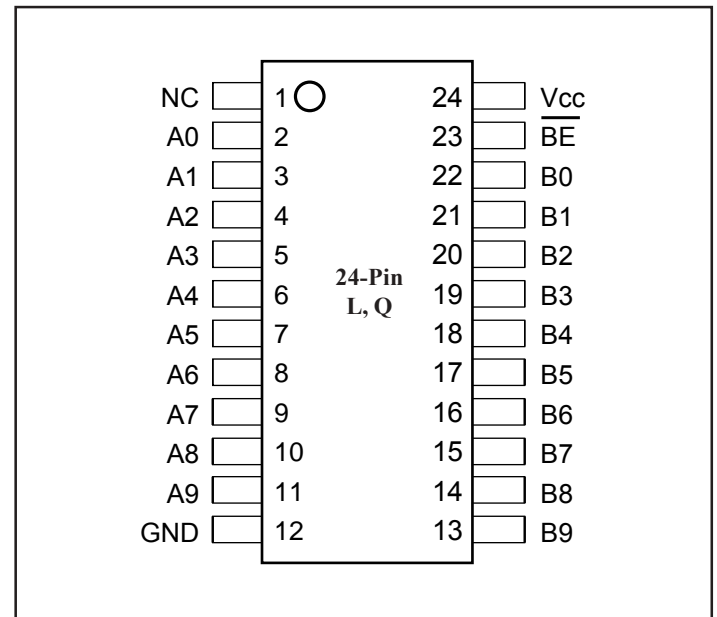 NC 1 24 Vcc
A0 2 23 B̅E̅
A1 3 22 B0
A2 4 21 B1
A3 5 20 B2
A4 6 19 B3
24-Pin
L, Q
A5 7 18 B4
A6 8 17 B5
A7 9 16 B6
A8 10 15 B7
A9 11 14 B8
GND 12 13 B9